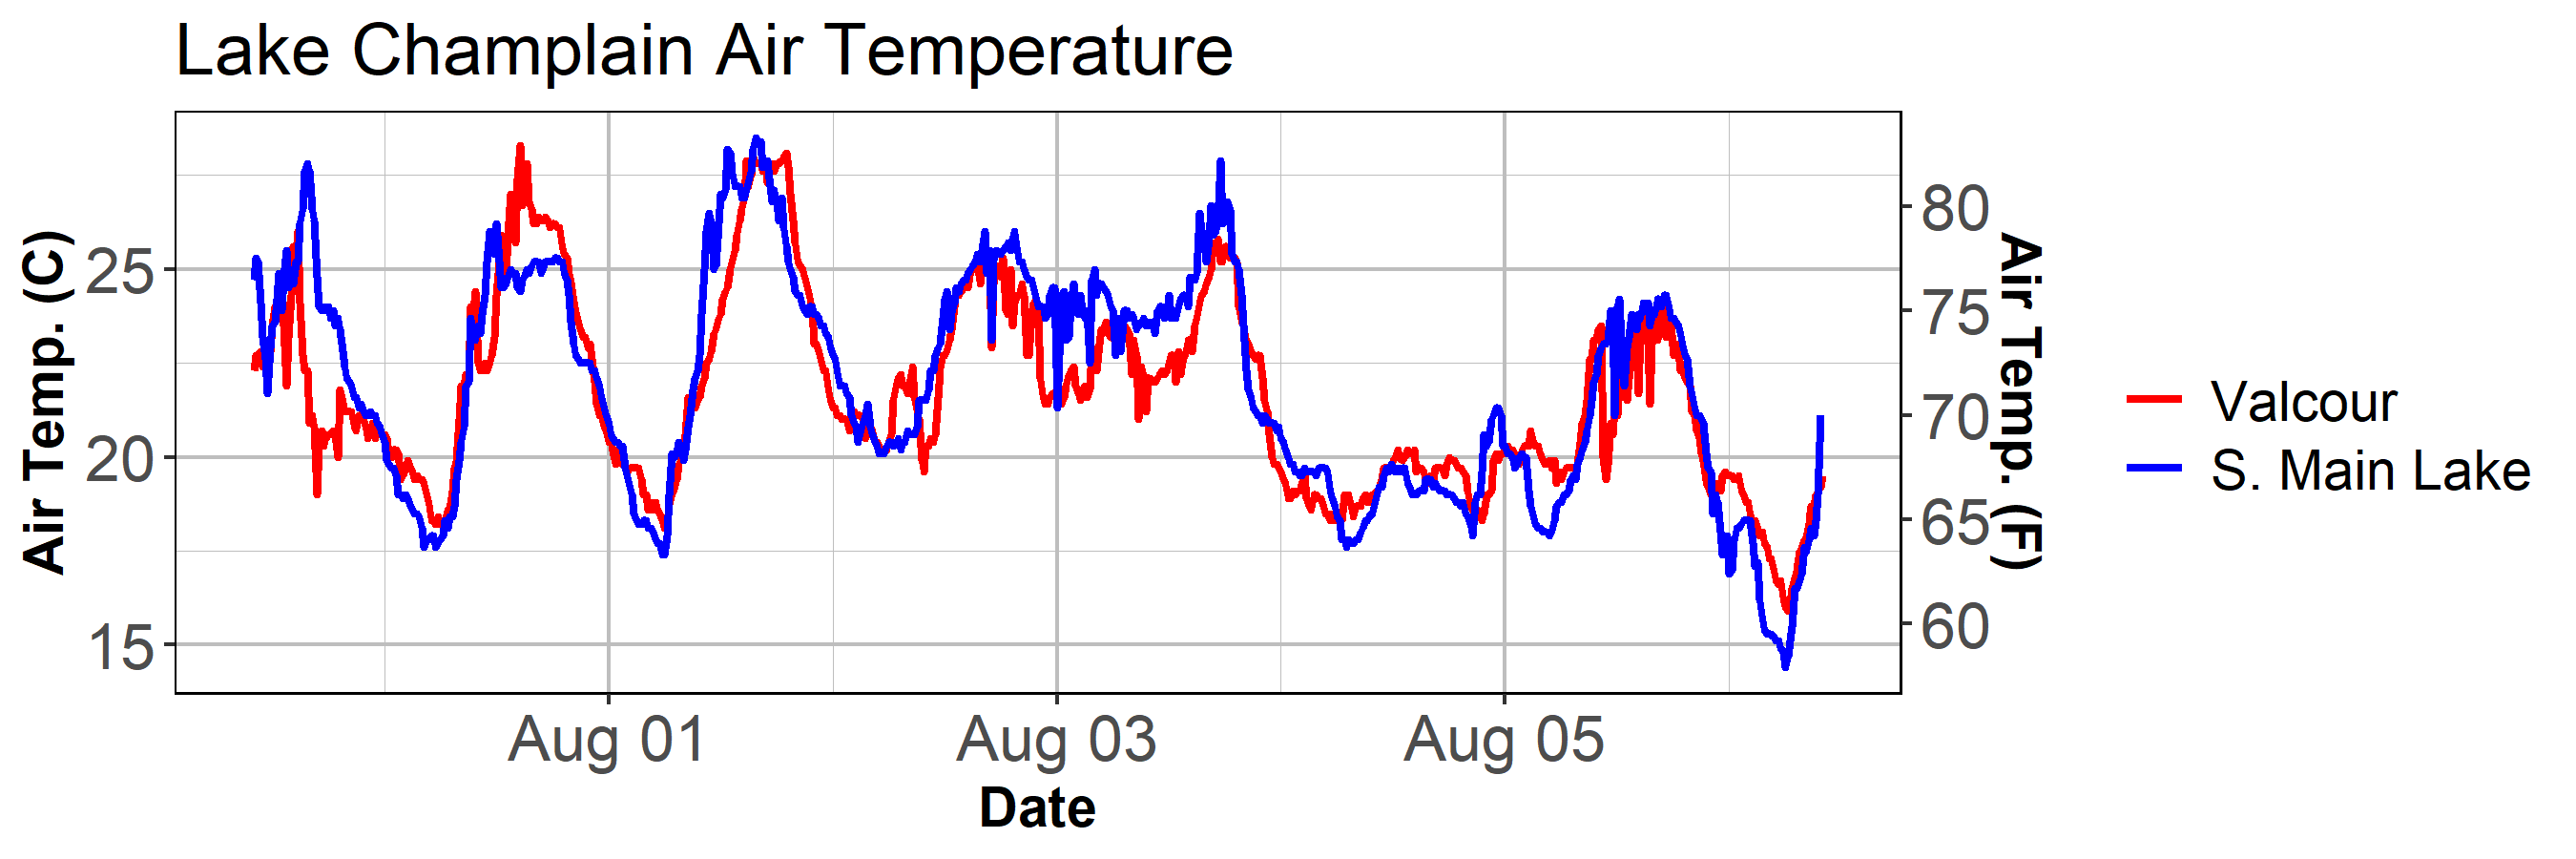 Lake Champlain Air Temperature
Air Temp. (C)
25
20
15
80
75
70
65
60
Air Temp. (F)
Aug 01
Aug 03
Aug 05
Date
Valcour
S. Main Lake